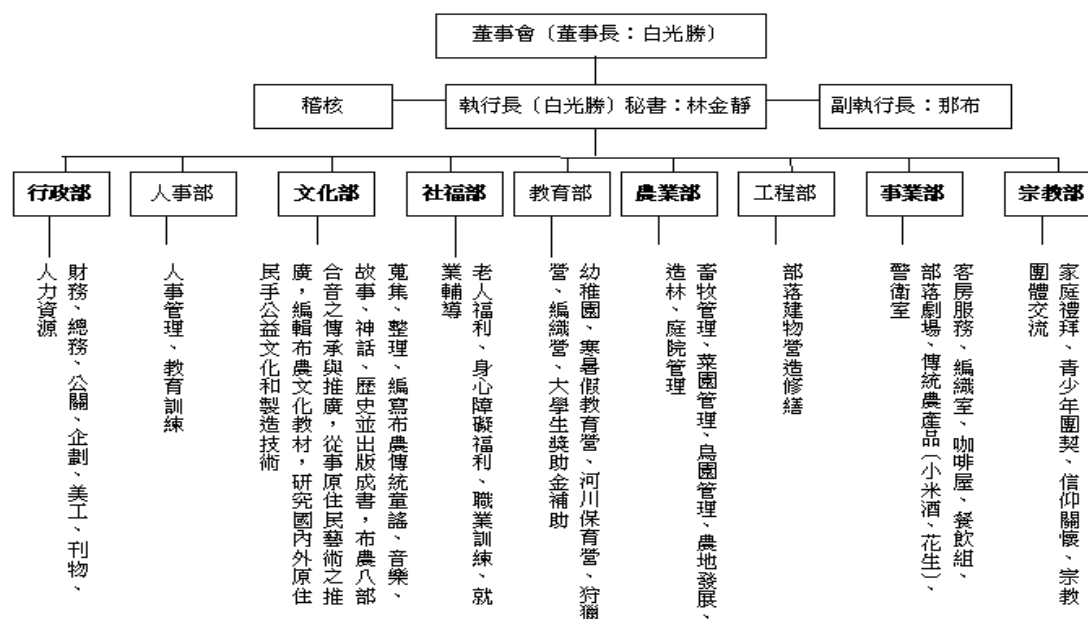 董事會（董事長：白光勝）
稽核
執行長（白光勝）秘書：林金靜
副執行長：那布
行政部
人事部
文化部
社福部
教育部
農業部
工程部
事業部
宗教部
財務、總務、公關、企劃、美工、刊物、
人力資源
人事管理、教育訓練
蒐集、整理、編寫布農傳統童謠、音樂、
故事、神話、歷史並出版成書，布農八部
合音之傳承與推廣，從事原住民藝術之推
廣，編輯布農文化教材，研究國內外原住
民手公益文化和製造技術
老人福利、身心障礙福利、職業訓練、就
業輔導
幼稚園、寒暑假教育營、河川保育營、狩獵
營、編織營、大學生獎助金補助
畜牧管理、菜園管理、鳥園管理、農地發展、
造林、庭院管理
部落建物營造修繕
客房服務、編織室、咖啡屋、餐飲組、
部落劇場、傳統農產品（小米酒、花生）、
警衛室
家庭禮拜、青少年團契、信仰關懷、宗教
團體交流